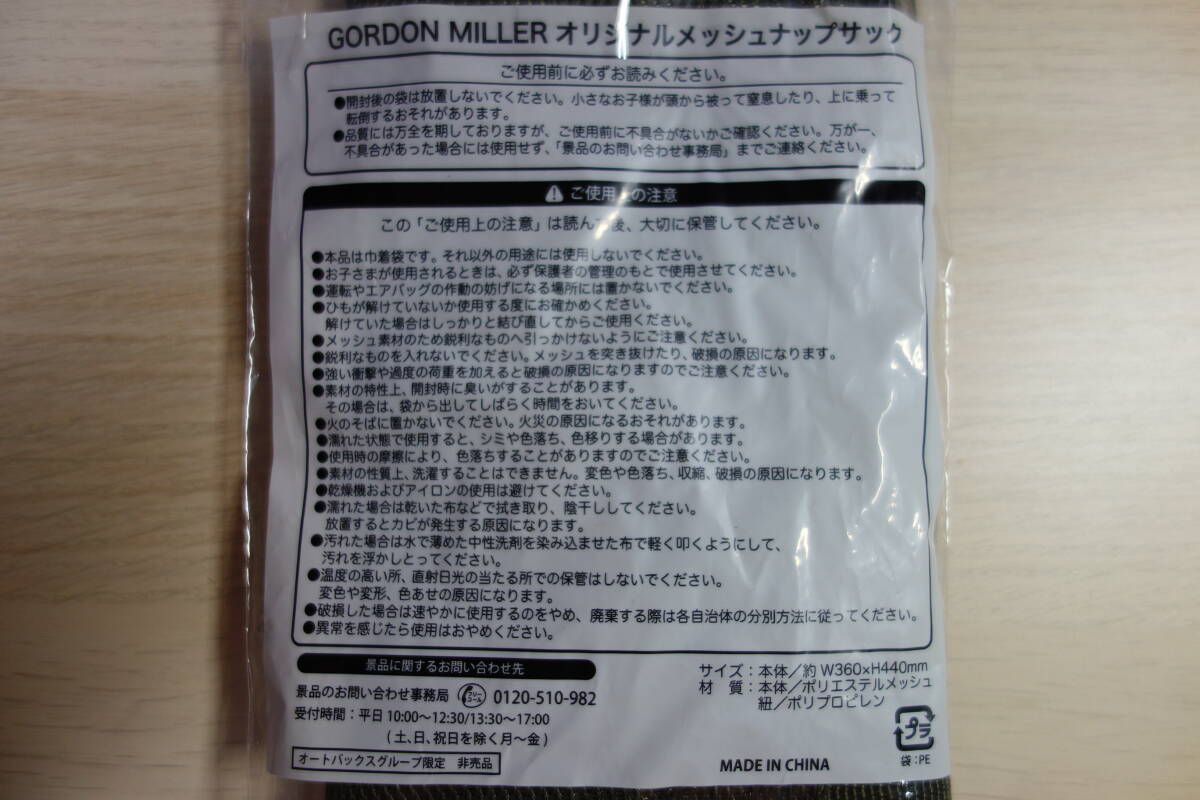 GORDON MILLER オリジナルメッシュナップサック
ご使用前に必ずお読みください。
●開封後の袋は放置しないでください。小さなお子様が頭から被って窒息したり、上に乗って
転倒するおそれがあります。
●品質には万全を期しておりますが、ご使用前に不具合がないかご確認ください。万が一、
不具合があった場合には使用せず、「景品のお問い合わせ事務局」までご連絡ください。
ご使用上の注意
この「ご使用上の注意」は読んだ後、大切に保管してください。
●本品は巾着袋です。それ以外の用途には使用しないでください。
●お子さまが使用されるときは、必ず保護者の管理のもとで使用させてください。
●運転やエアバッグの作動の妨げになる場所には置かないでください。
●ひもが解けていないか使用する度にお確かめください。
解けていた場合はしっかりと結び直してからご使用ください。
●メッシュ素材のため鋭利なものへ引っかけないようにご注意ください。
●鋭利なものを入れないでください。メッシュを突き抜けたり、破損の原因になります。
●強い衝撃や過度の荷重を加えると破損の原因になりますのでご注意ください。
●素材の特性上、開封時に臭いがすることがあります。
その場合は、袋から出してしばらく時間をおいてください。
●火のそばに置かないでください。火災の原因になるおそれがあります。
●濡れた状態で使用すると、シミや色落ち、色移りする場合があります。
●使用時の摩擦により、色落ちすることがありますのでご注意ください。
●素材の性質上、洗濯することはできません。変色や色落ち、収縮、破損の原因になります。
●乾燥機およびアイロンの使用は避けてください。
●濡れた場合は乾いた布などで拭き取り、陰干ししてください。
放置するとカビが発生する原因になります。
●汚れた場合は水で薄めた中性洗剤を染み込ませた布で軽く叩くようにして、
汚れを浮かしとってください。
●温度の高い所、直射日光の当たる所での保管はしないでください。
変色や変形、色あせの原因になります。
●破損した場合は速やかに使用するのをやめ、廃棄する際は各自治体の分別方法に従ってください。
●異常を感じたら使用はおやめください。
景品に関するお問い合わせ先
景品のお問い合わせ事務局 フリーコール 0120-510-982
受付時間：平日 10:00〜12:30/13:30〜17:00
(土、日、祝日を除く月〜金)
オートバックスグループ限定 非売品
サイズ：本体／約 W360×H440mm
材 質：本体／ポリエステルメッシュ
紐／ポリプロピレン
プラ
袋：PE
MADE IN CHINA